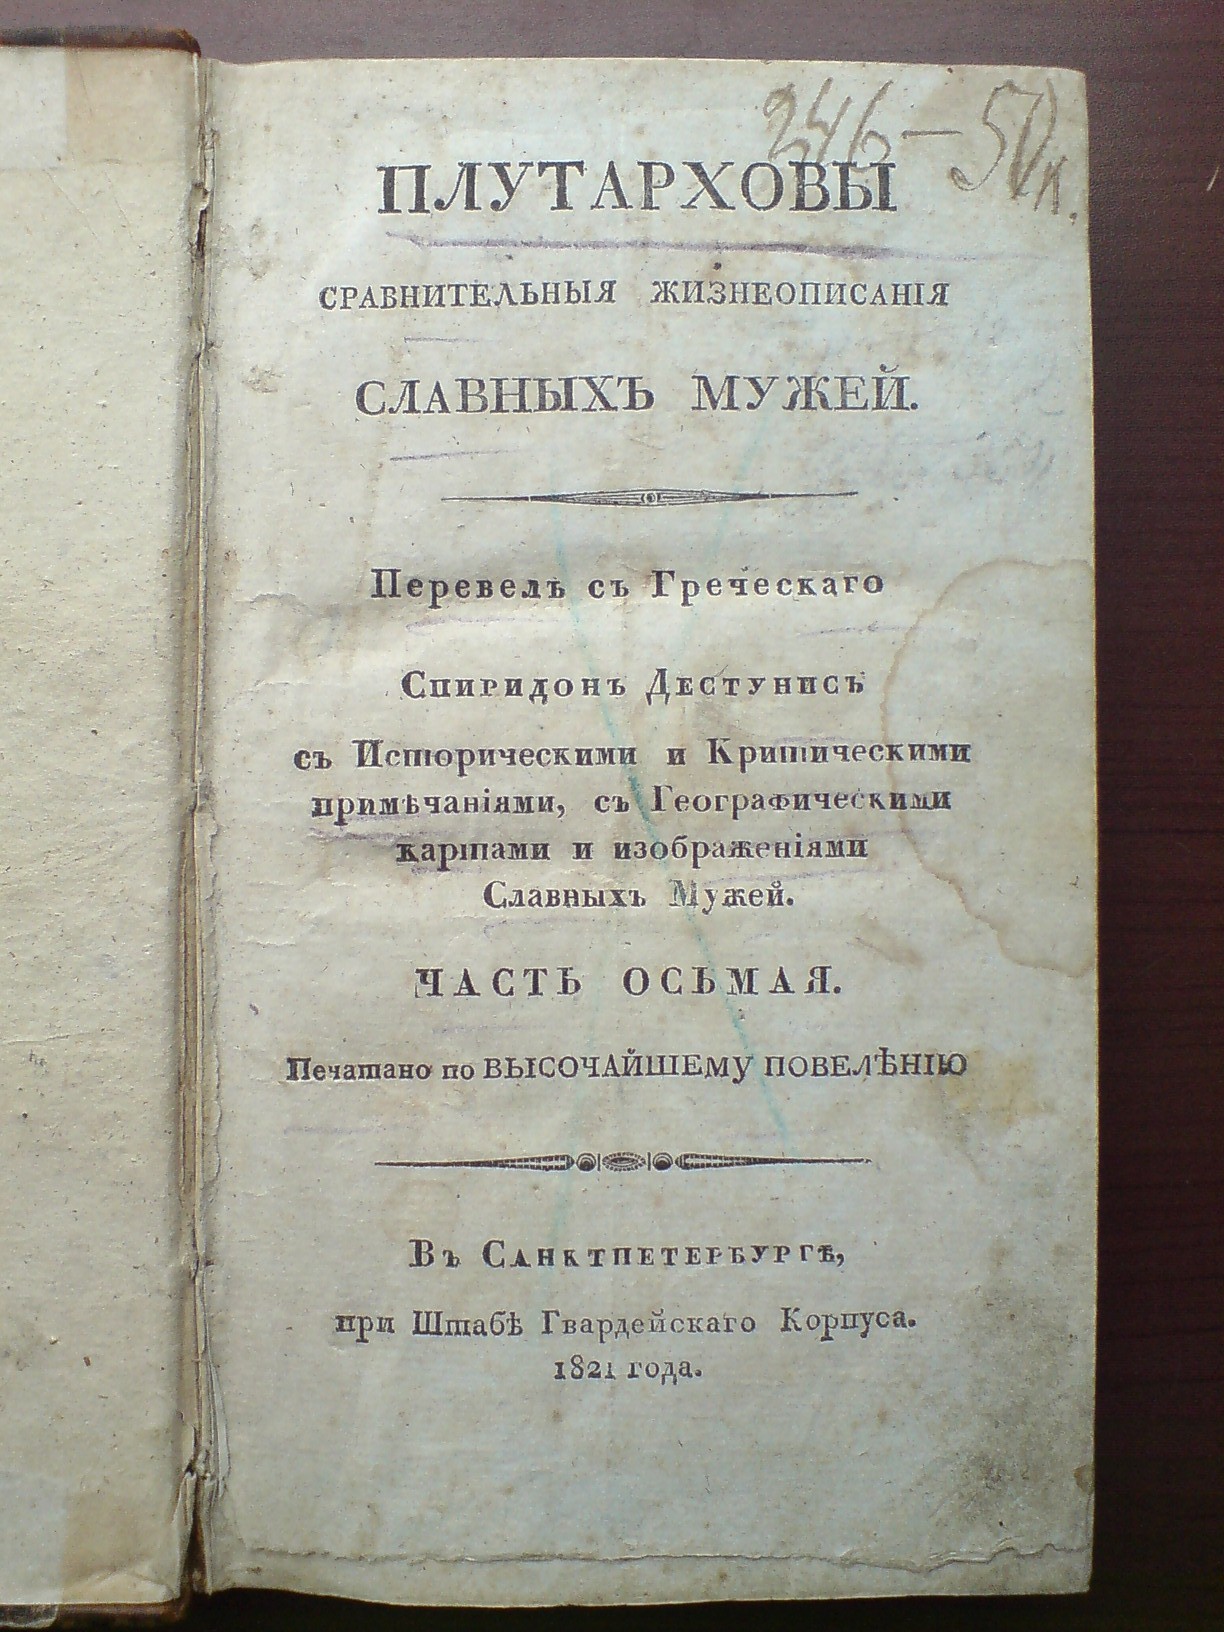 246-50к.
ПЛУТАРХОВЫ
СРАВНИТЕЛЬНЫЯ ЖИЗНЕОПИСАНІЯ
СЛАВНЫХЪ МУЖЕЙ.
Перевелъ съ Греческаго
Спиридонъ Дестунисъ
съ Историческими и Критическими
примѣчаніями, съ Географическими
картами и изображеніями
Славныхъ Мужей.
ЧАСТЬ ОСЬМАЯ.
Печатано по ВЫСОЧАЙШЕМУ ПОВЕЛѢНІЮ
Въ Санктпетербургѣ,
при Штабѣ Гвардейскаго Корпуса.
1821 года.